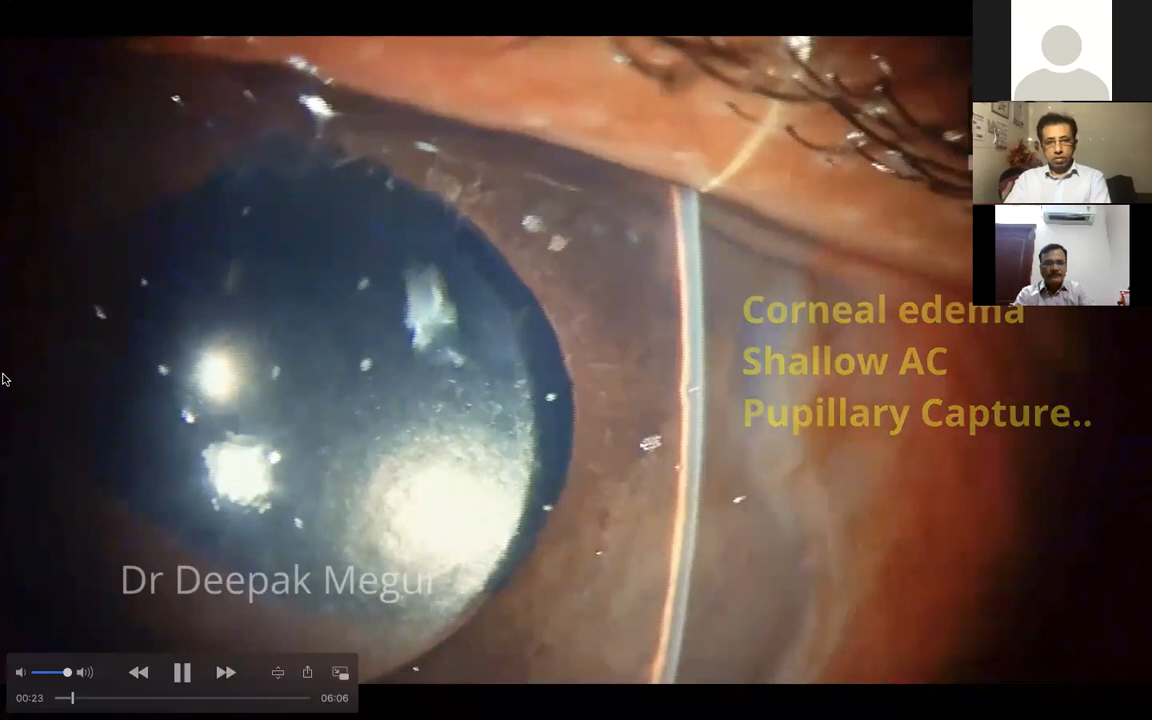 Corneal edema
Shallow AC
Pupillary Capture..
Dr Deepak Megur
00:23
06:06